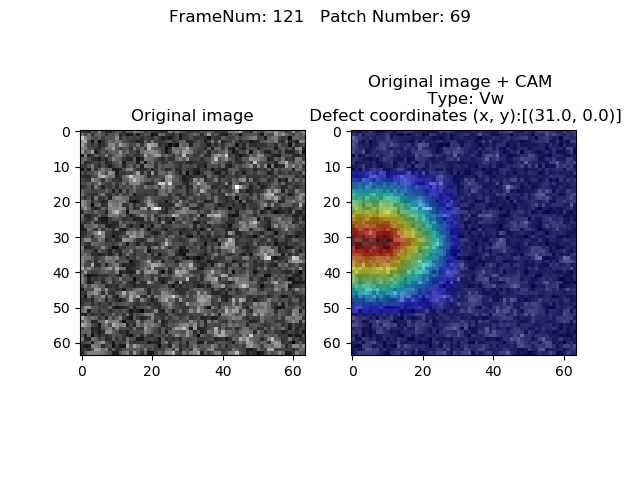 FrameNum: 121   Patch Number: 69
Original image
0
10
20
30
40
50
60
0 20 40 60
Original image + CAM
Type: Vw
Defect coordinates (x, y):[(31.0, 0.0)]
0
10
20
30
40
50
60
0 20 40 60